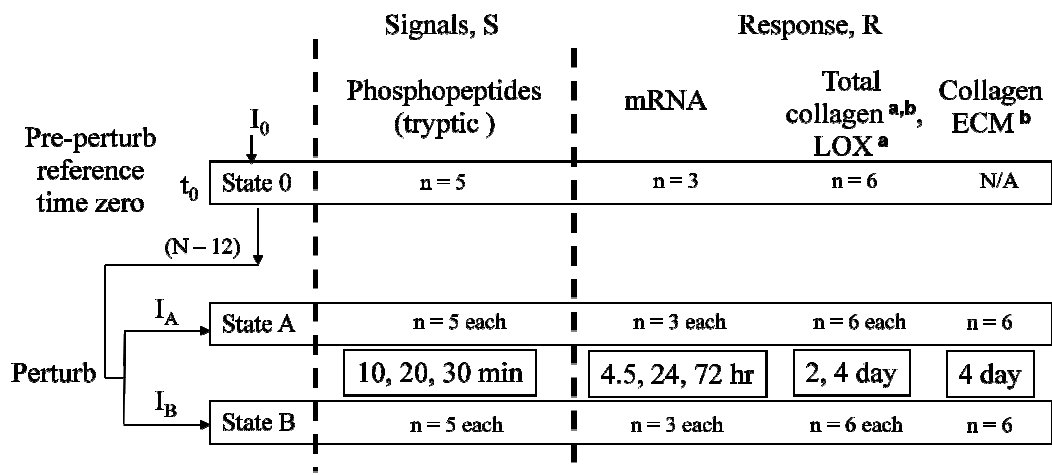 Signals, S
Response, R
Phosphopeptides
(tryptic )
mRNA
Total
collagen a,b,
LOX a
Collagen
ECM b
Pre-perturb
reference
time zero
I0
t0
State 0
n = 5
n = 3
n = 6
N/A
(N – 12)
IA
State A
n = 5 each
n = 3 each
n = 6 each
n = 6
Perturb
10, 20, 30 min
4.5, 24, 72 hr
2, 4 day
4 day
IB
State B
n = 5 each
n = 3 each
n = 6 each
n = 6